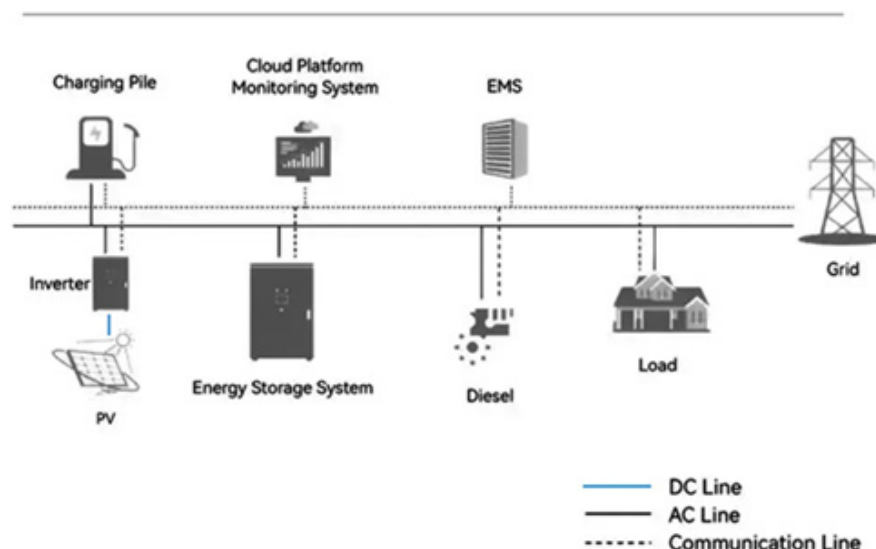 Charging Pile
Cloud Platform
Monitoring System
EMS
Inverter
Grid
PV
Energy Storage System
Diesel
Load
DC Line
AC Line
Communication Line